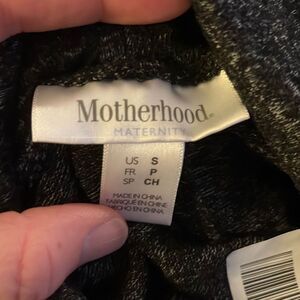 Motherhood®
MATERNITY
US S
FR P
SP CH
MADE IN CHINA
FABRIQUÉ EN CHINE
HECHO EN CHINA